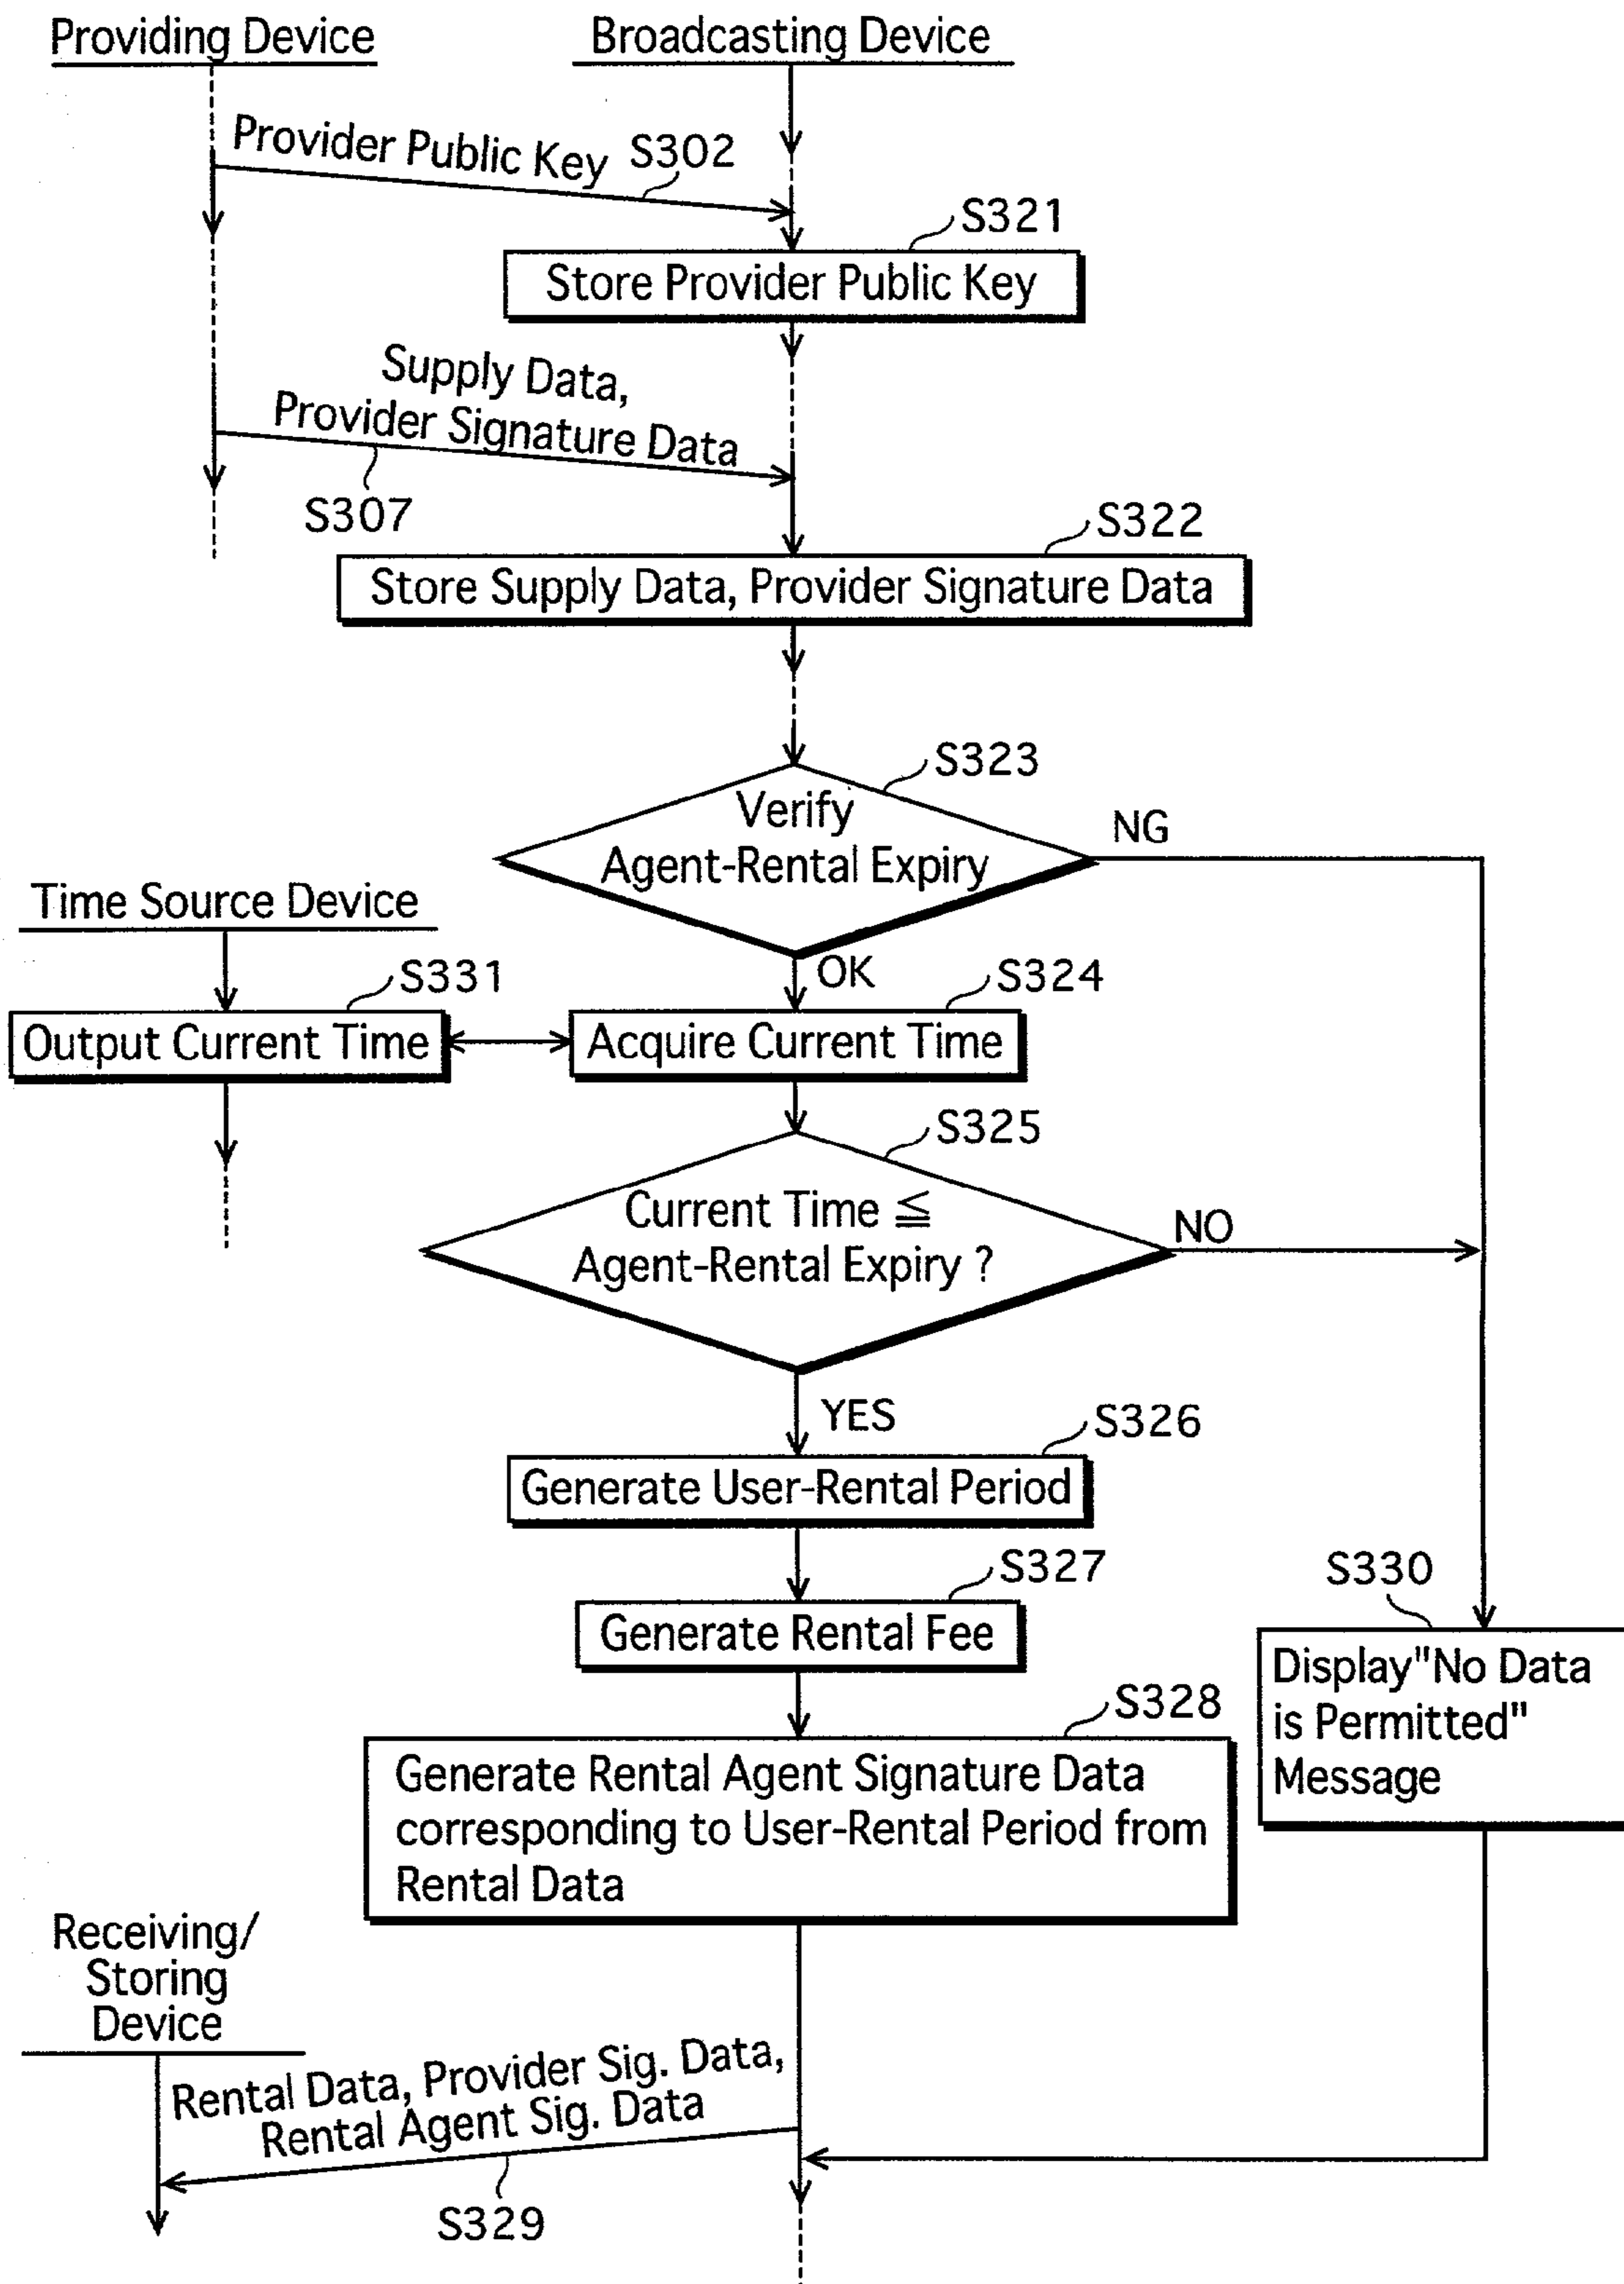 Providing Device
Broadcasting Device
Provider Public Key
S302
S321
Store Provider Public Key
Supply Data,
Provider Signature Data
S307
S322
Store Supply Data, Provider Signature Data
S323
Verify
Agent-Rental Expiry
NG
Time Source Device
OK
S331
S324
Output Current Time
Acquire Current Time
S325
Current Time ≦
Agent-Rental Expiry ?
NO
YES
S326
Generate User-Rental Period
S327
Generate Rental Fee
S330
Display"No Data
is Permitted"
Message
S328
Generate Rental Agent Signature Data
corresponding to User-Rental Period from
Rental Data
Receiving/
Storing
Device
Rental Data, Provider Sig. Data,
Rental Agent Sig. Data
S329